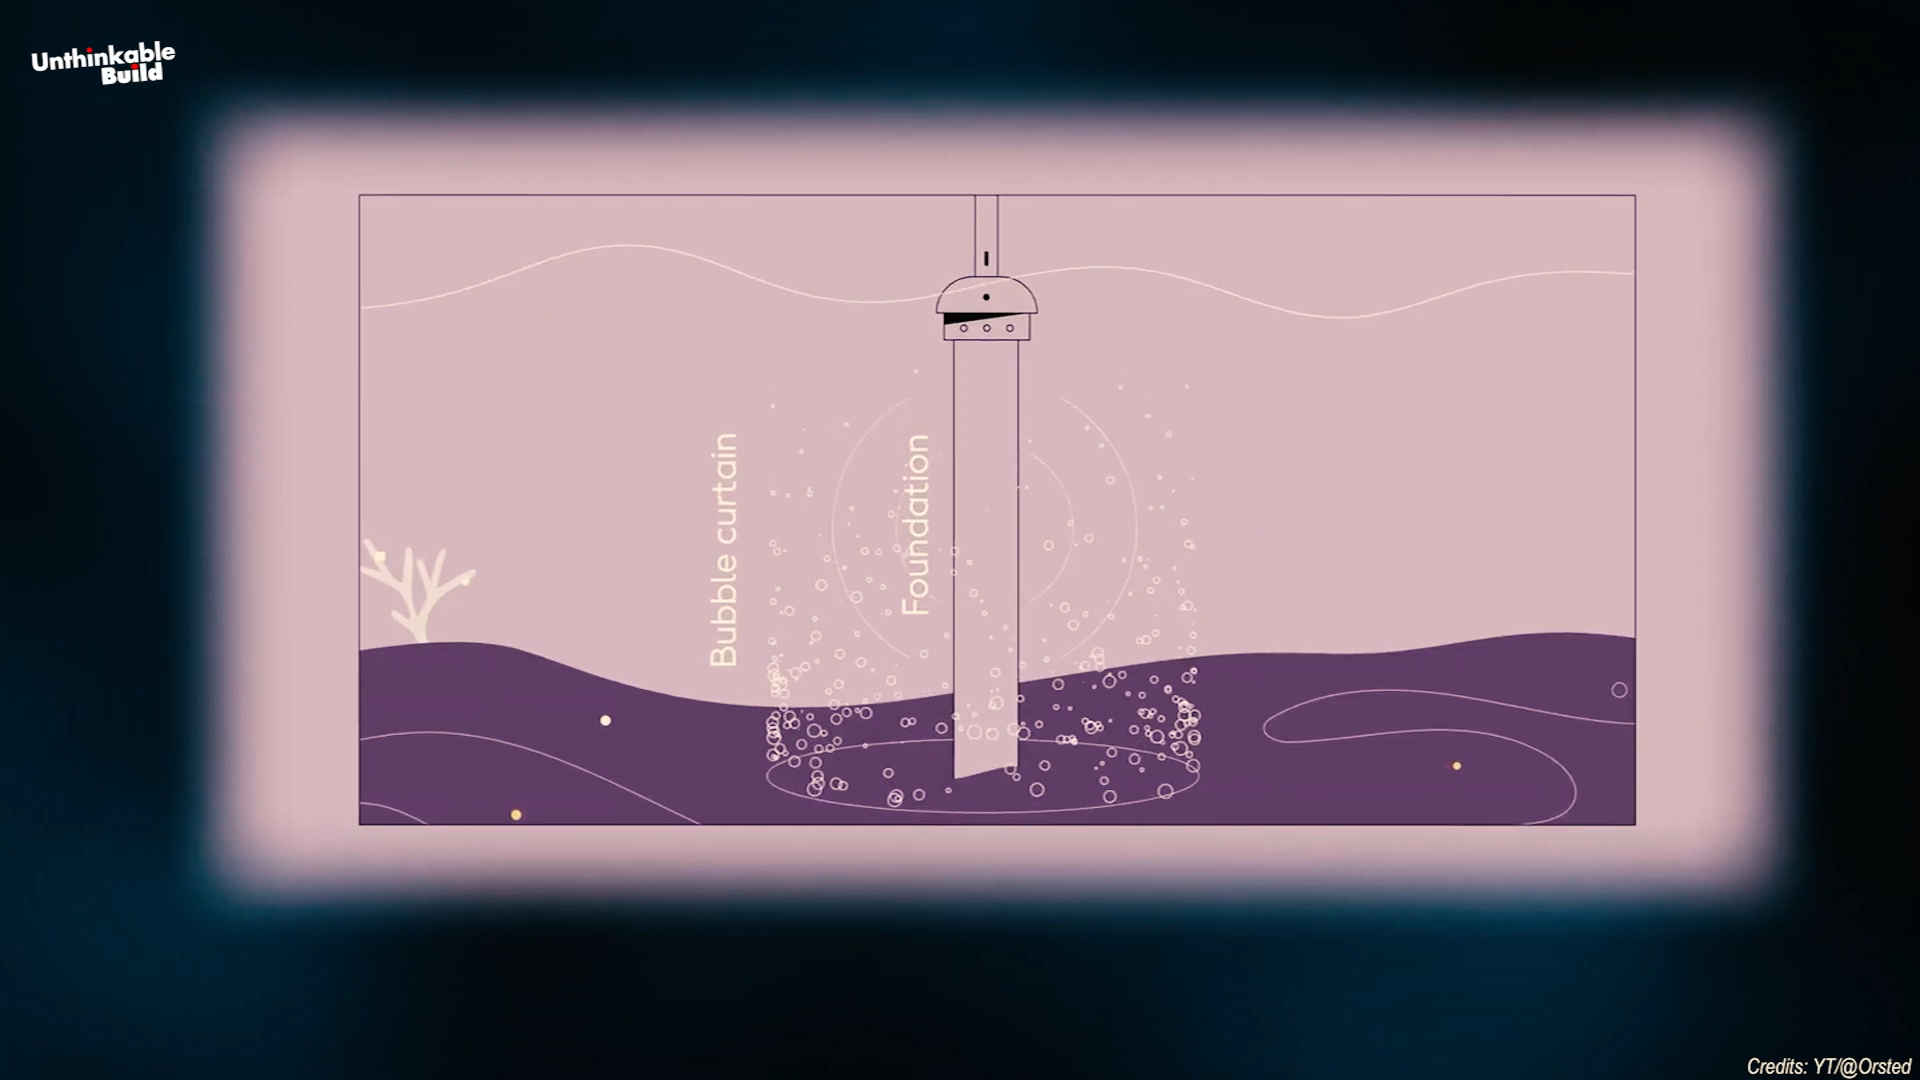 Unthinkable
Build
Bubble curtain
Foundation
Credits: YT/@Orsted